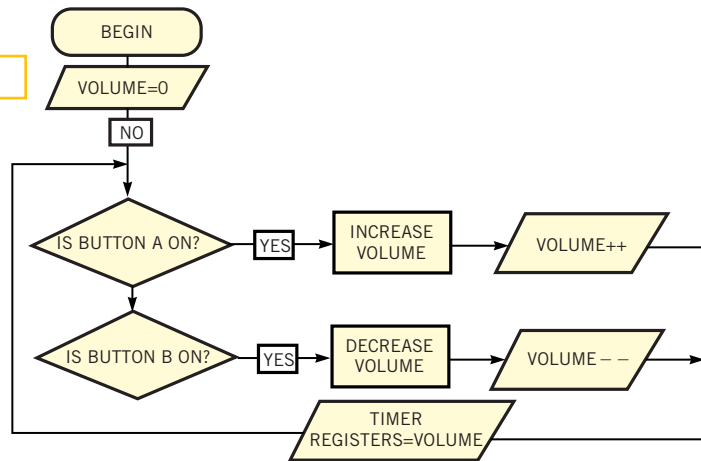 BEGIN
VOLUME=0
NO
IS BUTTON A ON?
YES
INCREASE
VOLUME
VOLUME++
IS BUTTON B ON?
YES
DECREASE
VOLUME
VOLUME– –
TIMER
REGISTERS=VOLUME